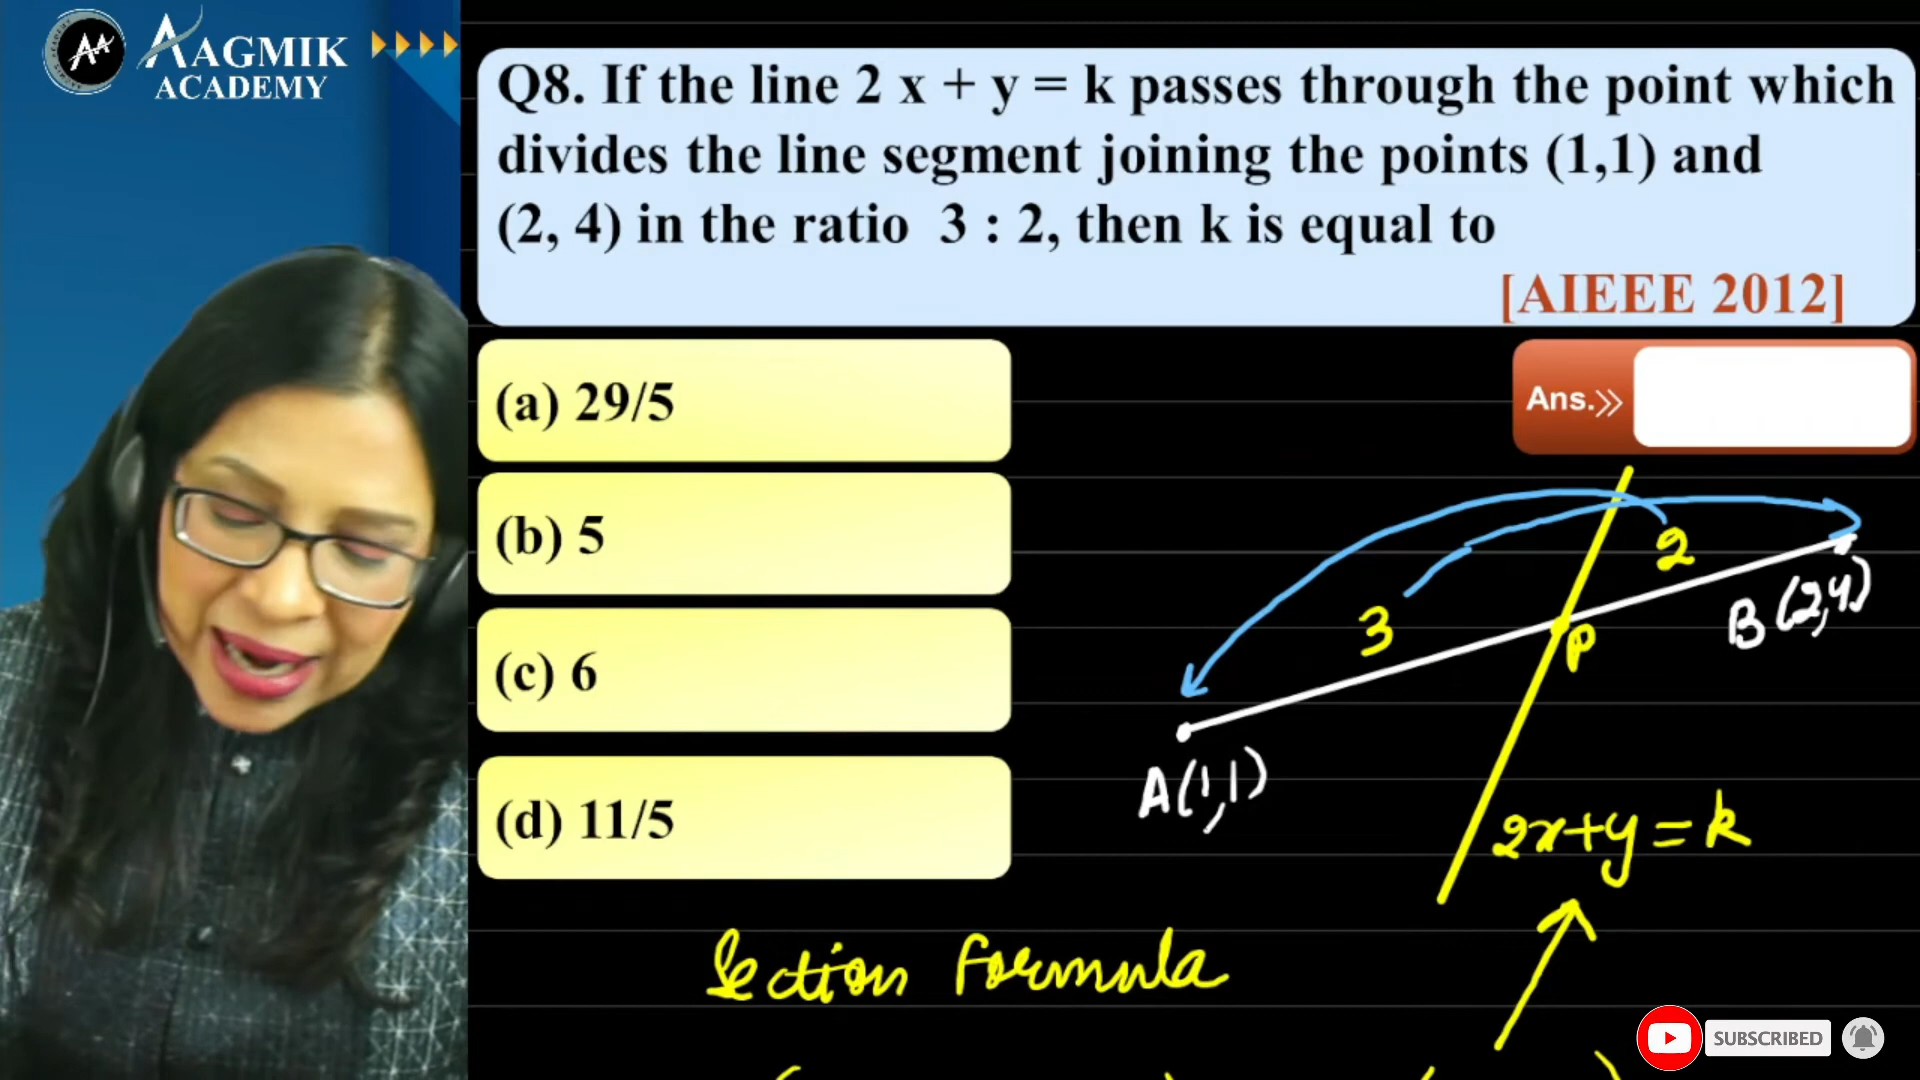 AAGMIK
ACADEMY
Q8. If the line 2 x + y = k passes through the point which
divides the line segment joining the points (1,1) and
(2, 4) in the ratio 3 : 2, then k is equal to
[AIEEE 2012]
(a) 29/5
Ans.
(b) 5
(c) 6
(d) 11/5
2
3
P
B (2,4)
A(1,1)
2x+y=k
Section Formula
SUBSCRIBED